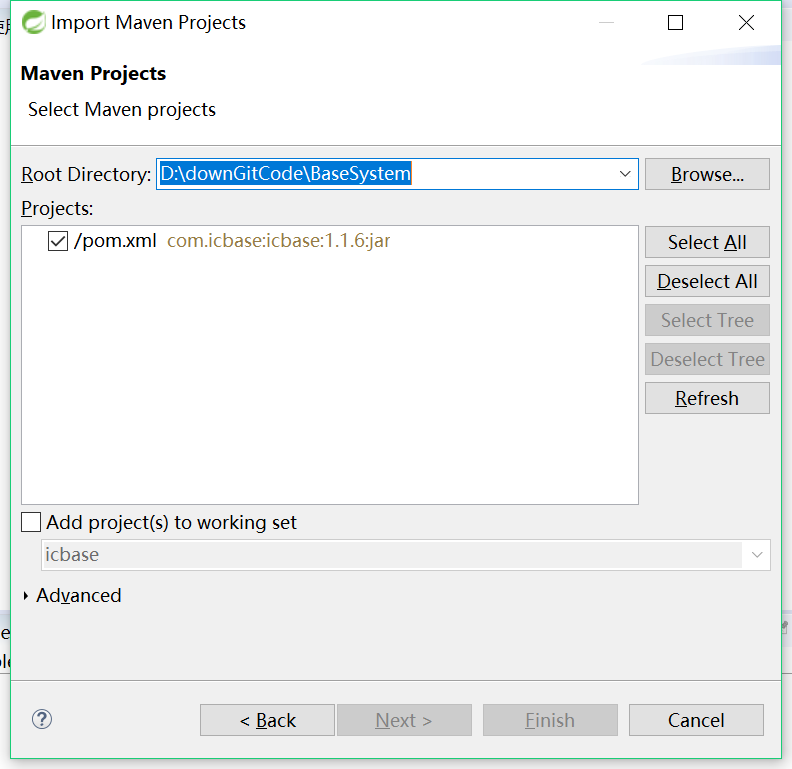 Import Maven Projects
Maven Projects
Select Maven projects
Root Directory: D:\downGitCode\BaseSystem Browse...
Projects:
/pom.xml com.icbase:icbase:1.1.6:jar
Select All
Deselect All
Select Tree
Deselect Tree
Refresh
Add project(s) to working set
icbase
Advanced
< Back Next > Finish Cancel